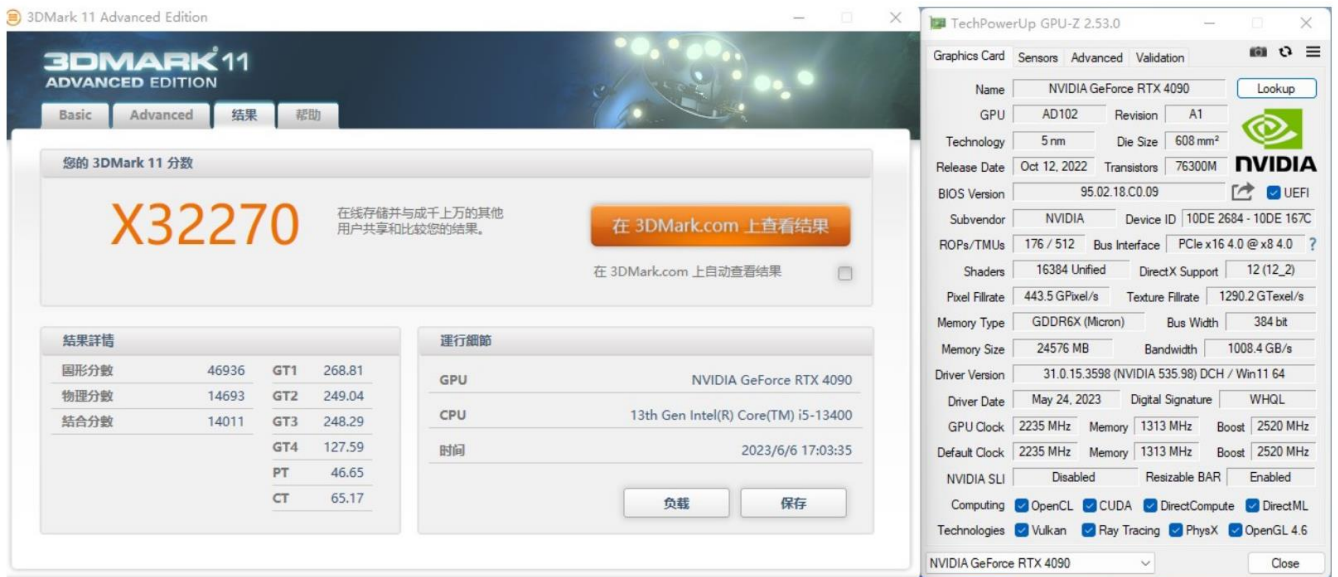 3DMark 11 Advanced Edition
3DMARK 11
ADVANCED EDITION
Basic Advanced 结果 帮助
您的 3DMark 11 分数
X32270
在线存储并与成千上万的其他
用户共享和比较您的结果。
在 3DMark.com 上查看结果
在 3DMark.com 上自动查看结果
結果詳情
图形分數 46936 GT1 268.81
物理分數 14693 GT2 249.04
結合分數 14011 GT3 248.29
GT4 127.59
PT 46.65
CT 65.17
運行細節
GPU NVIDIA GeForce RTX 4090
CPU 13th Gen Intel(R) Core(TM) i5-13400
时间 2023/6/6 17:03:35
负载 保存
TechPowerUp GPU-Z 2.53.0
Graphics Card Sensors Advanced Validation
Name NVIDIA GeForce RTX 4090 Lookup
GPU AD102 Revision A1
Technology 5 nm Die Size 608 mm²
NVIDIA
Release Date Oct 12, 2022 Transistors 76300M
BIOS Version 95.02.18.C0.09 UEFI
Subvendor NVIDIA Device ID 10DE 2684 - 10DE 167C
ROPs/TMUs 176 / 512 Bus Interface PCIe x16 4.0 @ x8 4.0 ?
Shaders 16384 Unified DirectX Support 12 (12_2)
Pixel Fillrate 443.5 GPixel/s Texture Fillrate 1290.2 GTexel/s
Memory Type GDDR6X (Micron) Bus Width 384 bit
Memory Size 24576 MB Bandwidth 1008.4 GB/s
Driver Version 31.0.15.3598 (NVIDIA 535.98) DCH / Win11 64
Driver Date May 24, 2023 Digital Signature WHQL
GPU Clock 2235 MHz Memory 1313 MHz Boost 2520 MHz
Default Clock 2235 MHz Memory 1313 MHz Boost 2520 MHz
NVIDIA SLI Disabled Resizable BAR Enabled
Computing OpenCL CUDA DirectCompute DirectML
Technologies Vulkan Ray Tracing PhysX OpenGL 4.6
NVIDIA GeForce RTX 4090 Close